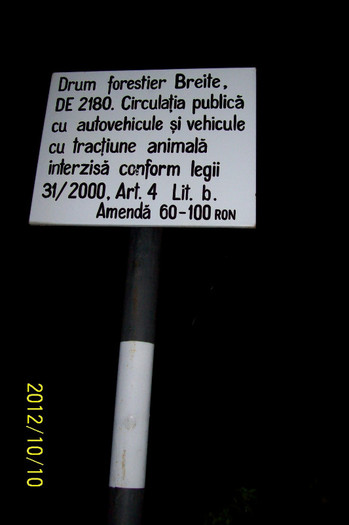 Drum forestier Breite,
DE 2180. Circulația publică
cu autovehicule și vehicule
cu tracțiune animală
interzisă conform legii
31/2000, Art. 4 Lit. b.
Amendă 60-100 RON
2012/10/10